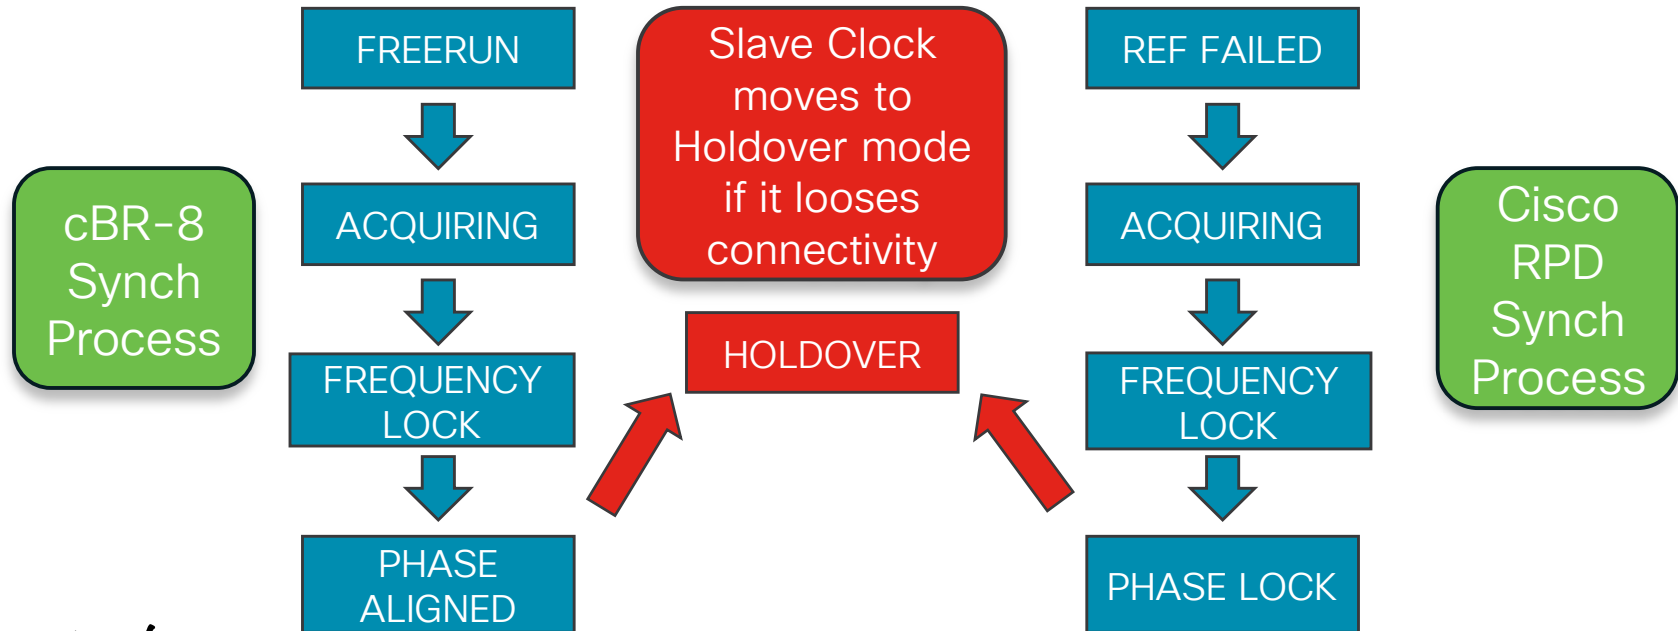 FREERUN
Slave Clock
moves to
Holdover mode
if it looses
connectivity
REF FAILED
cBR-8
Synch
Process
ACQUIRING
ACQUIRING
Cisco
RPD
Synch
Process
HOLDOVER
FREQUENCY
LOCK
FREQUENCY
LOCK
PHASE
ALIGNED
PHASE LOCK